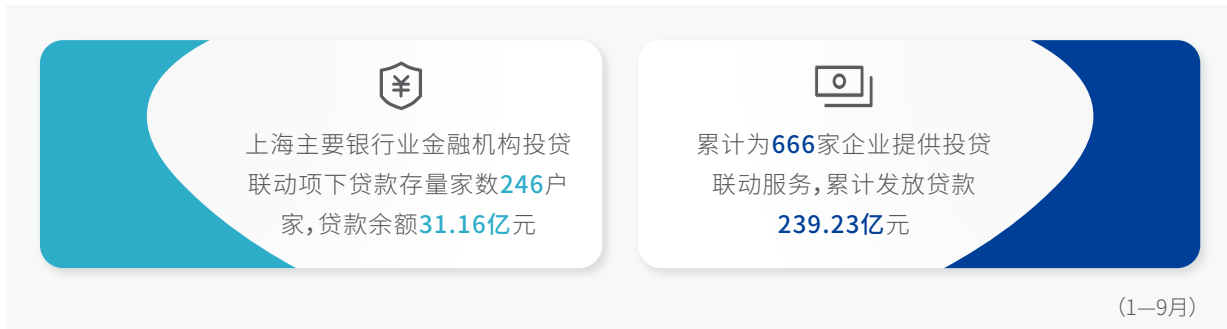 上海主要银行业金融机构投贷
联动项下贷款存量家数246户
家,贷款余额31.16亿元
累计为666家企业提供投贷
联动服务,累计发放贷款
239.23亿元
（1—9月）